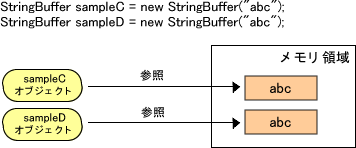 StringBuffer sampleC = new StringBuffer("abc");
StringBuffer sampleD = new StringBuffer("abc");
メモリ領域
sampleC
オブジェクト
参照
abc
sampleD
オブジェクト
参照
abc